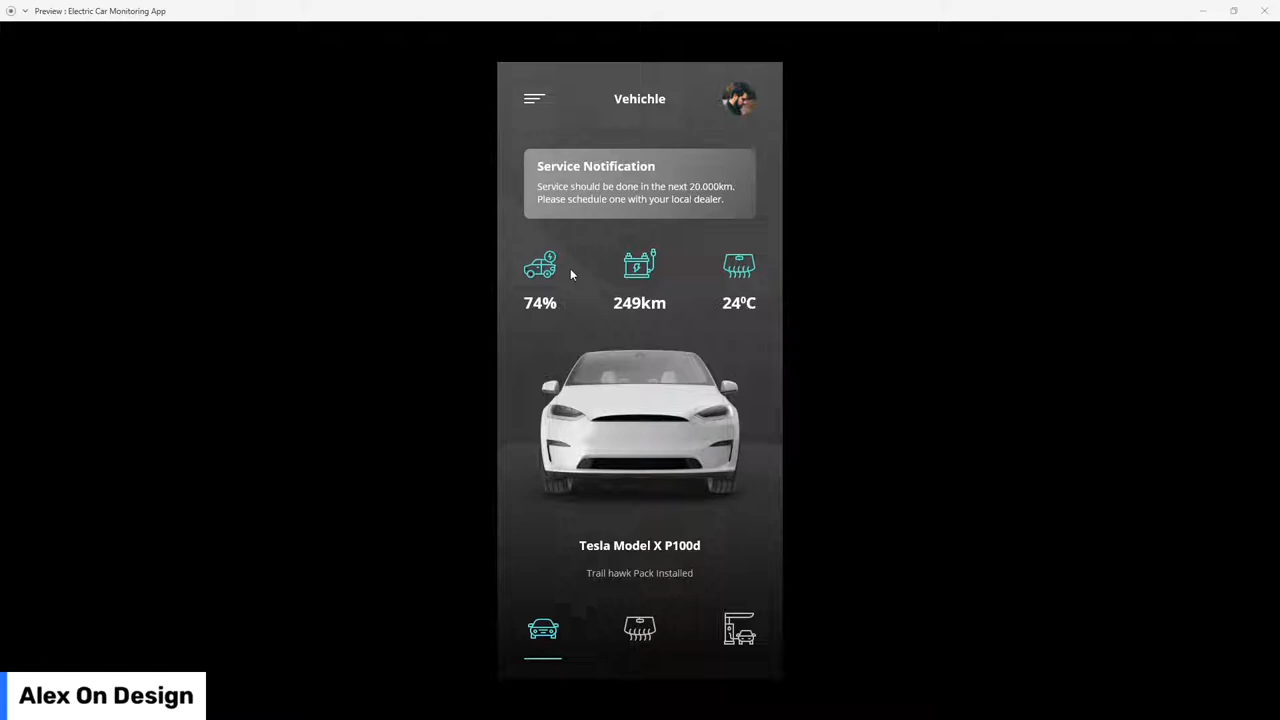 Preview : Electric Car Monitoring App
Vehichle
Service Notification
Service should be done in the next 20.000km.
Please schedule one with your local dealer.
74%
249km
24⁰C
Tesla Model X P100d
Trail hawk Pack Installed
Alex On Design